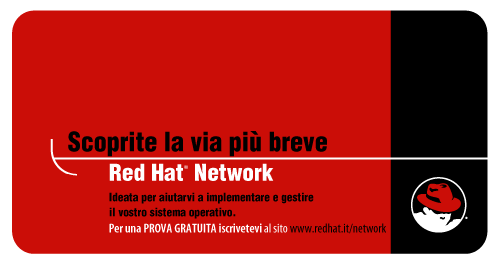 Scoprite la via più breve
Red Hat® Network
Ideata per aiutarvi a implementare e gestire
il vostro sistema operativo.
Per una PROVA GRATUITA iscrivetevi al sito www.redhat.it/network